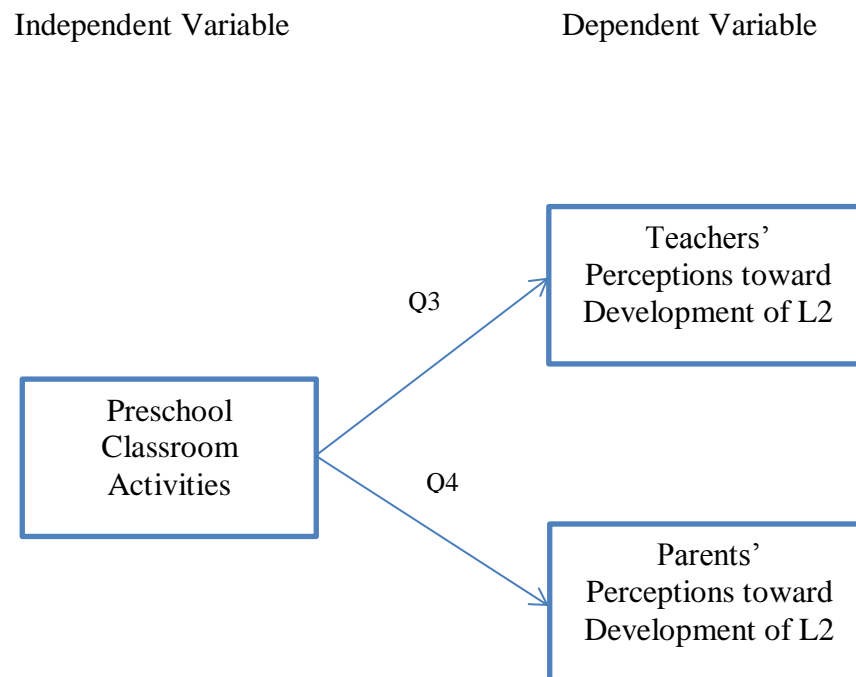 Independent Variable
Dependent Variable
Teachers’
Perceptions toward
Development of L2
Q3
Preschool
Classroom
Activities
Q4
Parents’
Perceptions toward
Development of L2